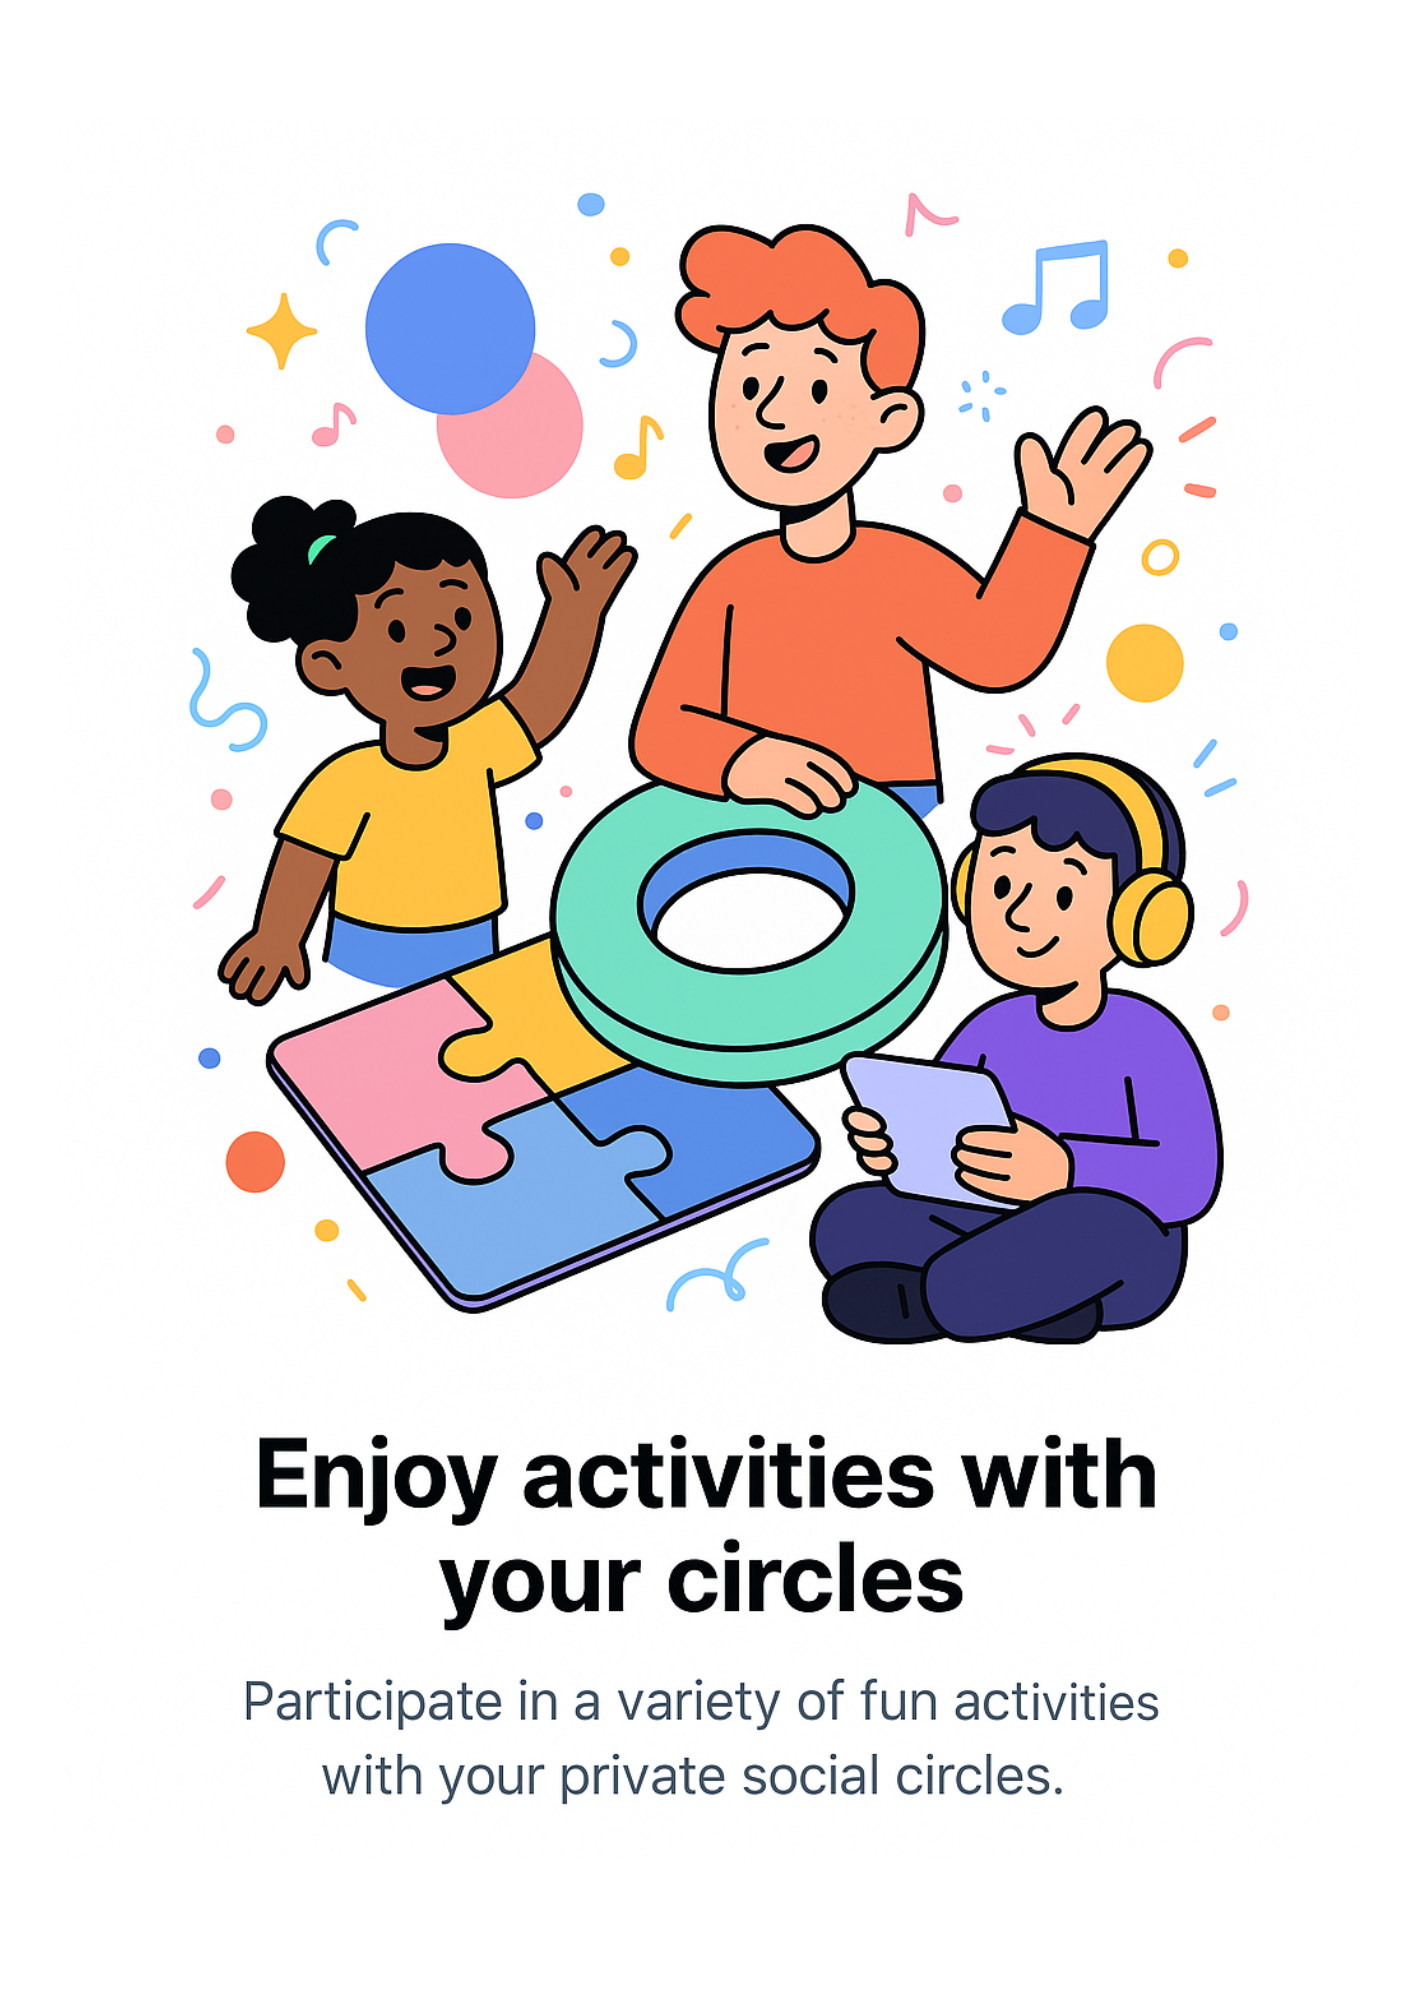 Enjoy activities with
your circles
Participate in a variety of fun activities
with your private social circles.